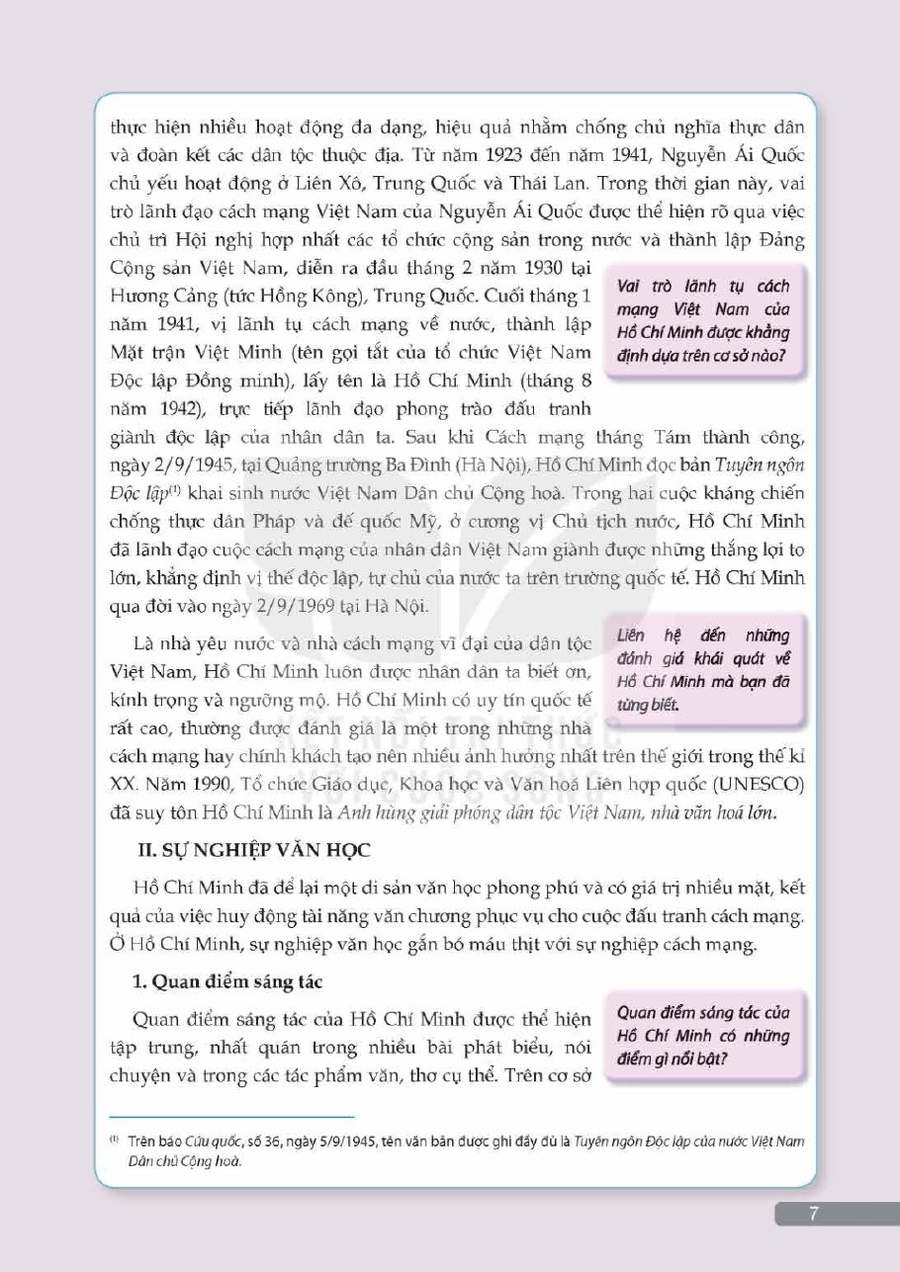 thực hiện nhiều hoạt động đa dạng, hiệu quả nhằm chống chủ nghĩa thực dân
và đoàn kết các dân tộc thuộc địa. Từ năm 1923 đến năm 1941, Nguyễn Ái Quốc
chủ yếu hoạt động ở Liên Xô, Trung Quốc và Thái Lan. Trong thời gian này, vai
trò lãnh đạo cách mạng Việt Nam của Nguyễn Ái Quốc được thể hiện rõ qua việc
chủ trì Hội nghị hợp nhất các tổ chức cộng sản trong nước và thành lập Đảng
Cộng sản Việt Nam, diễn ra đầu tháng 2 năm 1930 tại
Hương Cảng (tức Hồng Kông), Trung Quốc. Cuối tháng 1
năm 1941, vị lãnh tụ cách mạng về nước, thành lập
Mặt trận Việt Minh (tên gọi tắt của tổ chức Việt Nam
Độc lập Đồng minh), lấy tên là Hồ Chí Minh (tháng 8
năm 1942), trực tiếp lãnh đạo phong trào đấu tranh
giành độc lập của nhân dân ta. Sau khi Cách mạng tháng Tám thành công,
ngày 2/9/1945, tại Quảng trường Ba Đình (Hà Nội), Hồ Chí Minh đọc bản Tuyên ngôn
Độc lập(1) khai sinh nước Việt Nam Dân chủ Cộng hoà. Trong hai cuộc kháng chiến
chống thực dân Pháp và đế quốc Mỹ, ở cương vị Chủ tịch nước, Hồ Chí Minh
đã lãnh đạo cuộc cách mạng của nhân dân Việt Nam giành được những thắng lợi to
lớn, khẳng định vị thế độc lập, tự chủ của nước ta trên trường quốc tế. Hồ Chí Minh
qua đời vào ngày 2/9/1969 tại Hà Nội.
Vai trò lãnh tụ cách
mạng Việt Nam của
Hồ Chí Minh được khẳng
định dựa trên cơ sở nào?
Là nhà yêu nước và nhà cách mạng vĩ đại của dân tộc
Việt Nam, Hồ Chí Minh luôn được nhân dân ta biết ơn,
kính trọng và ngưỡng mộ. Hồ Chí Minh có uy tín quốc tế
rất cao, thường được đánh giá là một trong những nhà
cách mạng hay chính khách tạo nên nhiều ảnh hưởng nhất trên thế giới trong thế kỉ
XX. Năm 1990, Tổ chức Giáo dục, Khoa học và Văn hoá Liên hợp quốc (UNESCO)
đã suy tôn Hồ Chí Minh là Anh hùng giải phóng dân tộc Việt Nam, nhà văn hoá lớn.
Liên hệ đến những
đánh giá khái quát về
Hồ Chí Minh mà bạn đã
từng biết.
KẾT NỐI TRI THỨC
VỚI CUỘC SỐNG
II. SỰ NGHIỆP VĂN HỌC
Hồ Chí Minh đã để lại một di sản văn học phong phú và có giá trị nhiều mặt, kết
quả của việc huy động tài năng văn chương phục vụ cho cuộc đấu tranh cách mạng.
Ở Hồ Chí Minh, sự nghiệp văn học gắn bó máu thịt với sự nghiệp cách mạng.
1. Quan điểm sáng tác
Quan điểm sáng tác của Hồ Chí Minh được thể hiện
tập trung, nhất quán trong nhiều bài phát biểu, nói
chuyện và trong các tác phẩm văn, thơ cụ thể. Trên cơ sở
Quan điểm sáng tác của
Hồ Chí Minh có những
điểm gì nổi bật?
(1) Trên báo Cứu quốc, số 36, ngày 5/9/1945, tên văn bản được ghi đầy đủ là Tuyên ngôn Độc lập của nước Việt Nam
Dân chủ Cộng hoà.
7